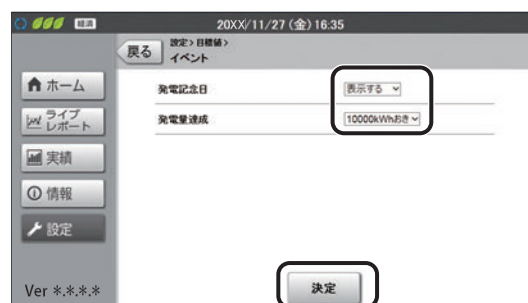 経済
20XX/11/27 (金) 16:35
戻る
設定>目標値>
イベント
ホーム
ライブ
レポート
実績
情報
設定
Ver *.*.*.*
発電記念日
表示する
発電量達成
10000kWhおき
決定